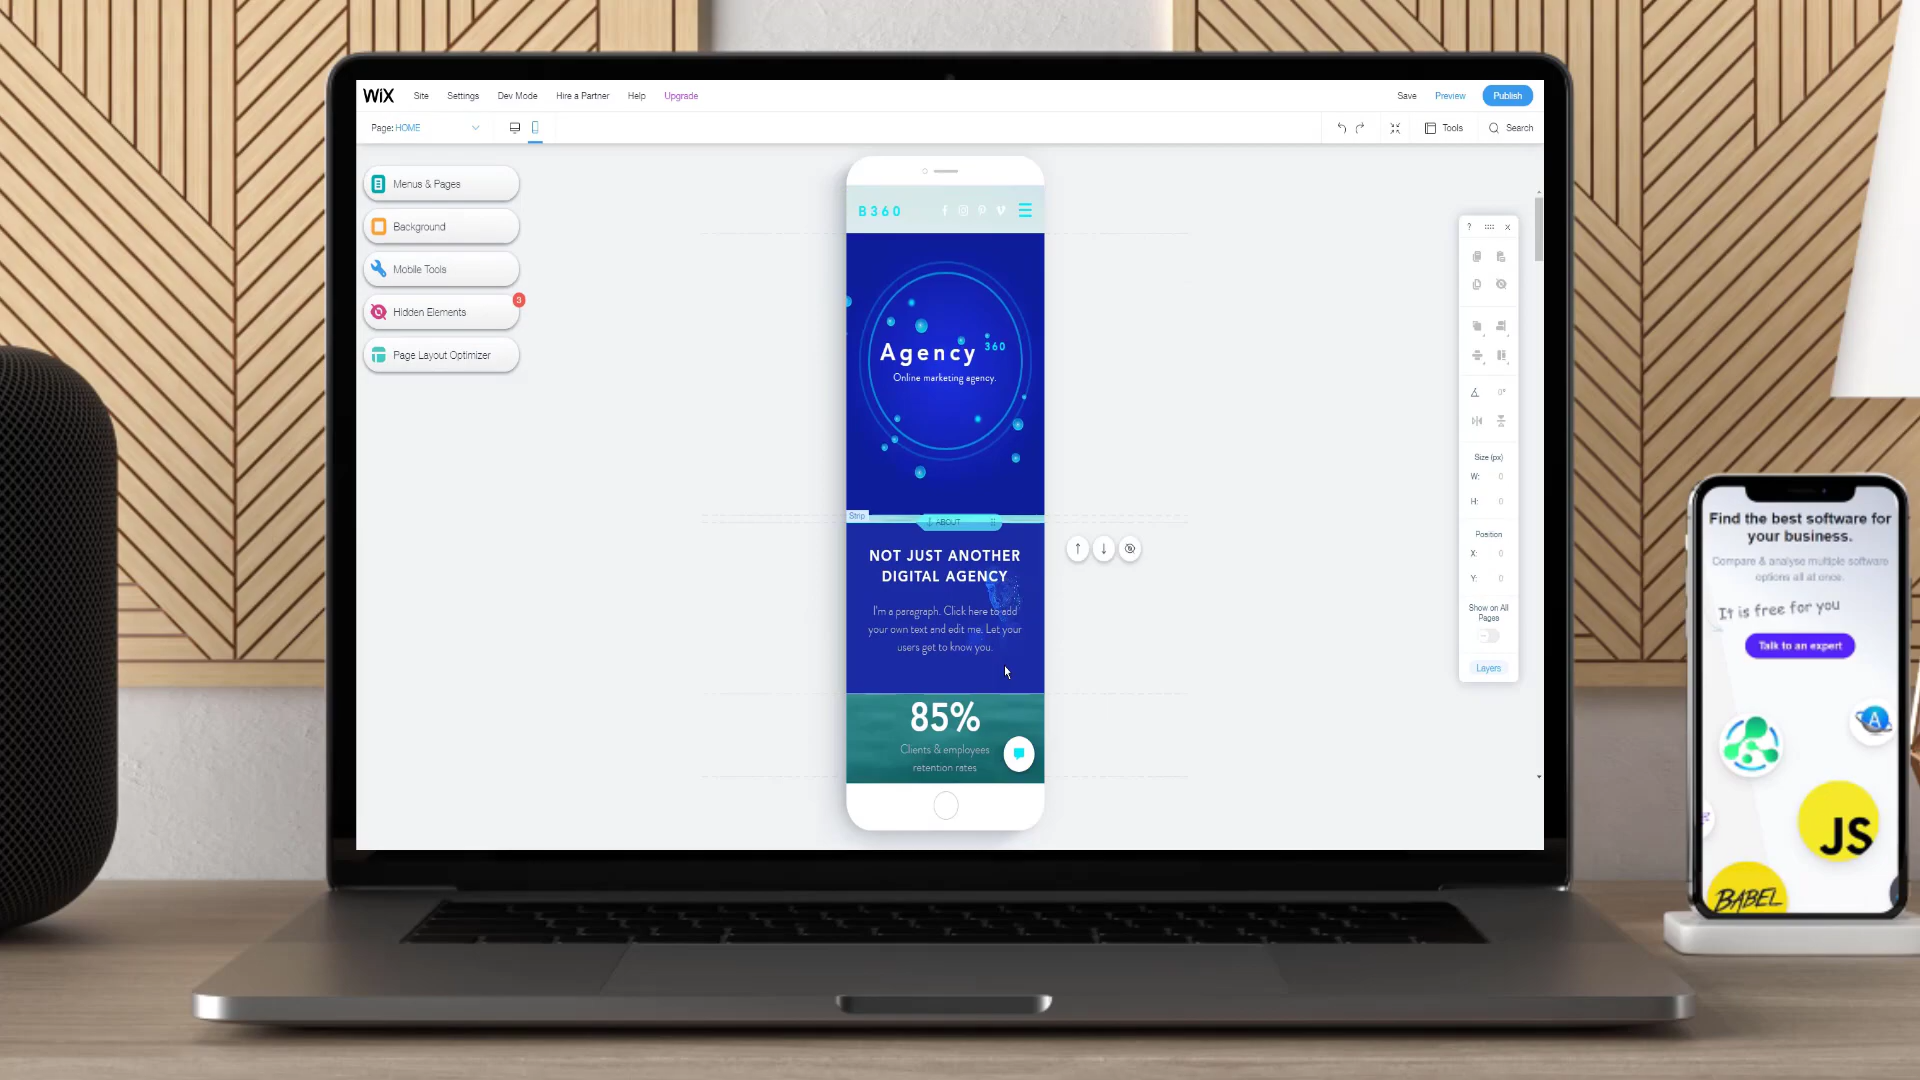 WiX Site Settings Dev Mode Hire a Partner Help Upgrade Save Preview Publish
Page: HOME Tools Search
Menus & Pages
Background
Mobile Tools
Hidden Elements 3
Page Layout Optimizer
B360
Agency 360
Online marketing agency.
Strip
ABOUT
NOT JUST ANOTHER
DIGITAL AGENCY
I'm a paragraph. Click here to add
your own text and edit me. Let your
users get to know you.
85%
Clients & employees
retention rates
?
0°
Size (px)
W: 0
H: 0
Position
X: 0
Y: 0
Show on All
Pages
Layers
Find the best software for
your business.
Compare & analyse multiple software
options all at once.
It is free for you
Talk to an expert
A
JS
BABEL